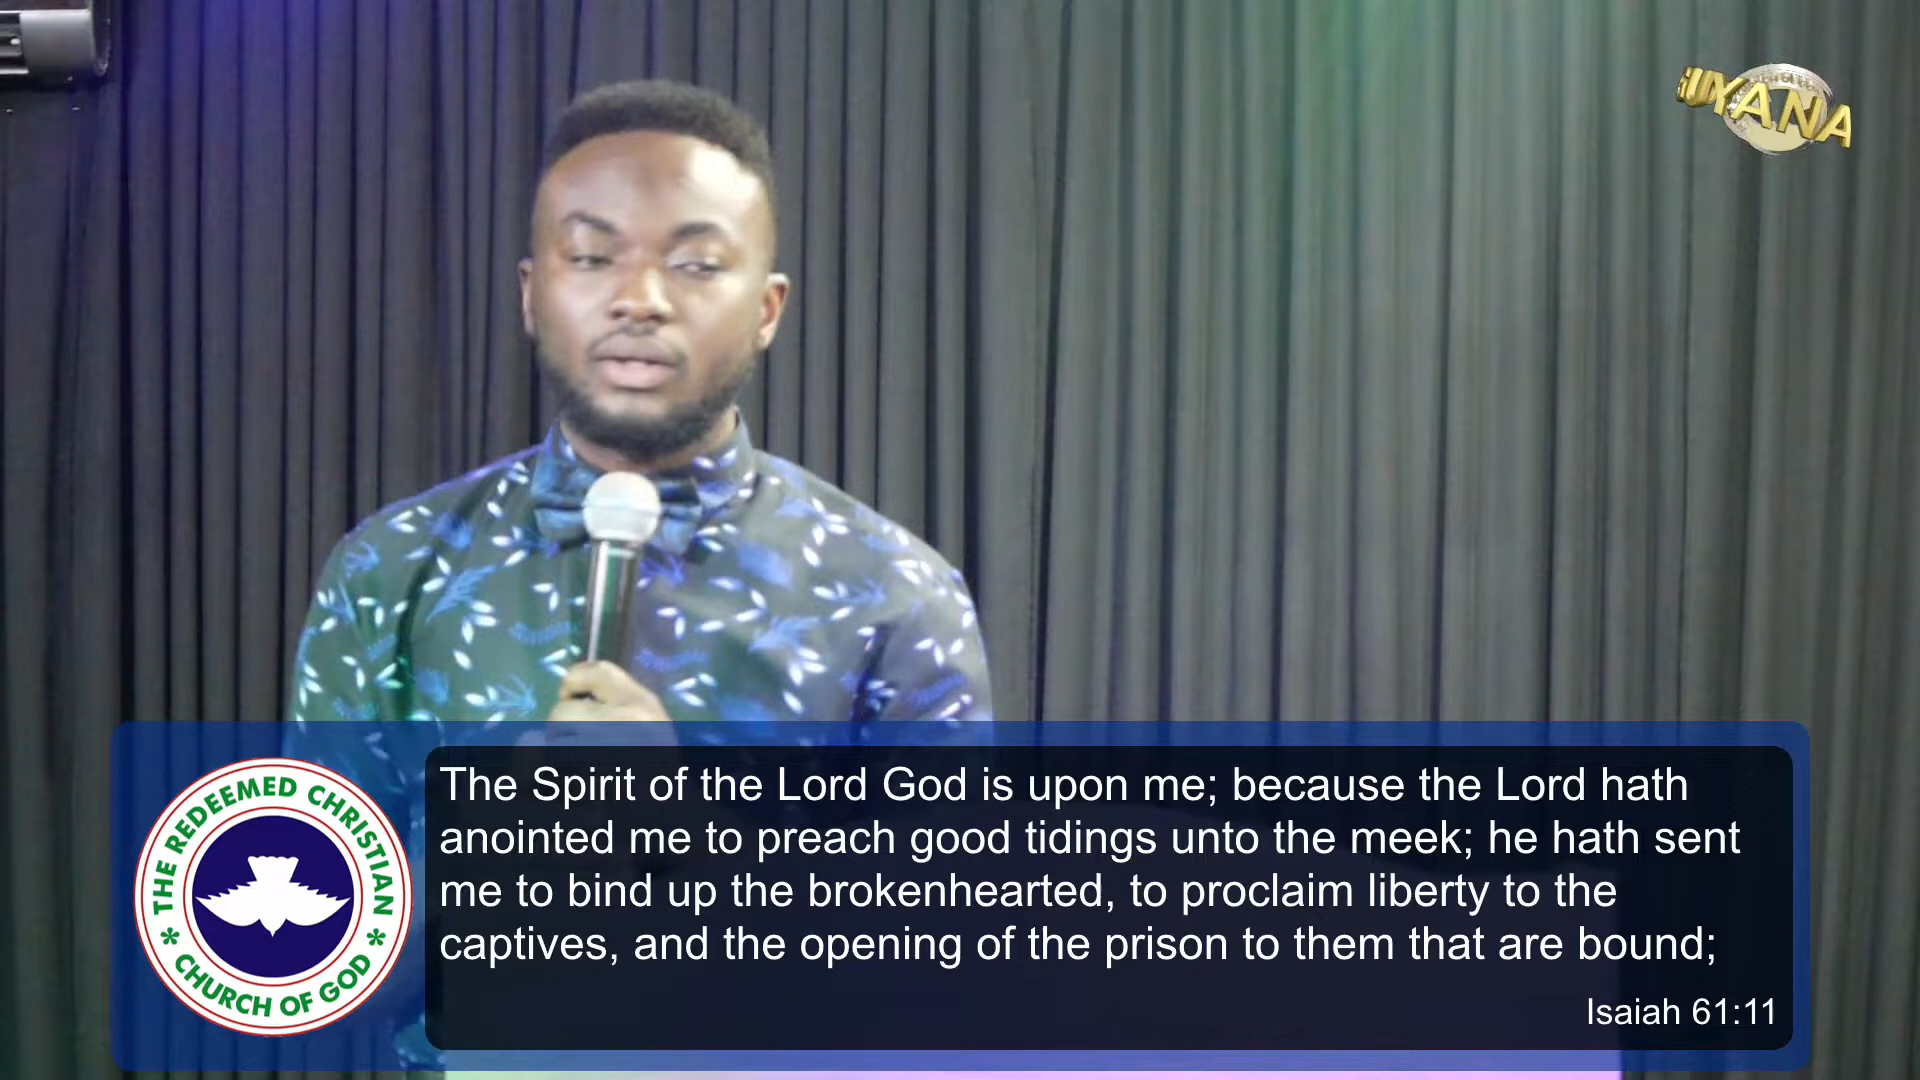 GUYANA
The Spirit of the Lord God is upon me; because the Lord hath
anointed me to preach good tidings unto the meek; he hath sent
me to bind up the brokenhearted, to proclaim liberty to the
captives, and the opening of the prison to them that are bound;
Isaiah 61:11
THE REDEEMED CHRISTIAN
CHURCH OF GOD